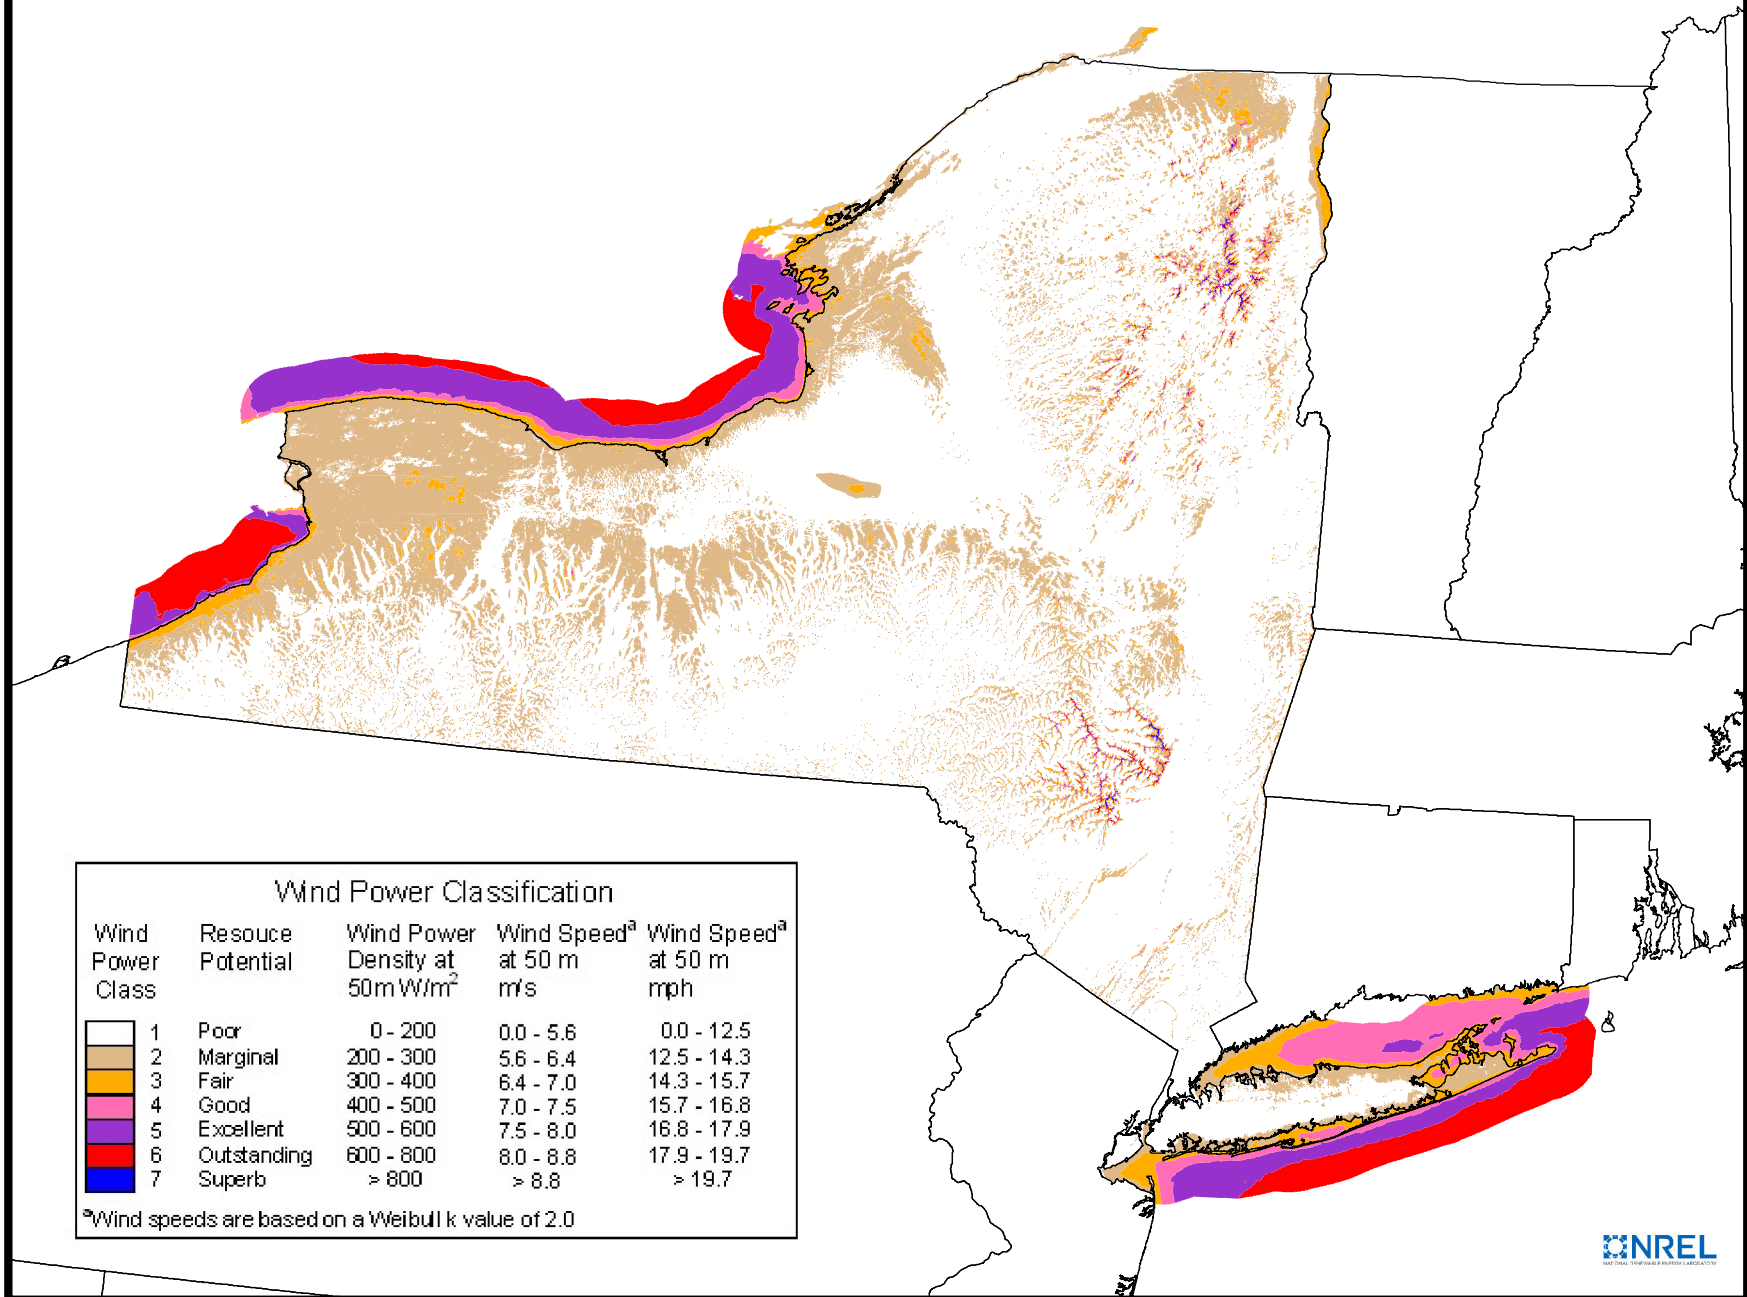 Wind Power Classification
Wind Power Class	Resouce Potential	Wind Power Density at 50m W/m²	Wind Speedᵃ at 50 m m/s	Wind Speedᵃ at 50 m mph
1	Poor	0 - 200	0.0 - 5.6	0.0 - 12.5
2	Marginal	200 - 300	5.6 - 6.4	12.5 - 14.3
3	Fair	300 - 400	6.4 - 7.0	14.3 - 15.7
4	Good	400 - 500	7.0 - 7.5	15.7 - 16.8
5	Excellent	500 - 600	7.5 - 8.0	16.8 - 17.9
6	Outstanding	600 - 800	8.0 - 8.8	17.9 - 19.7
7	Superb	> 800	> 8.8	> 19.7
ᵃWind speeds are based on a Weibull k value of 2.0
NREL
NATIONAL RENEWABLE ENERGY LABORATORY